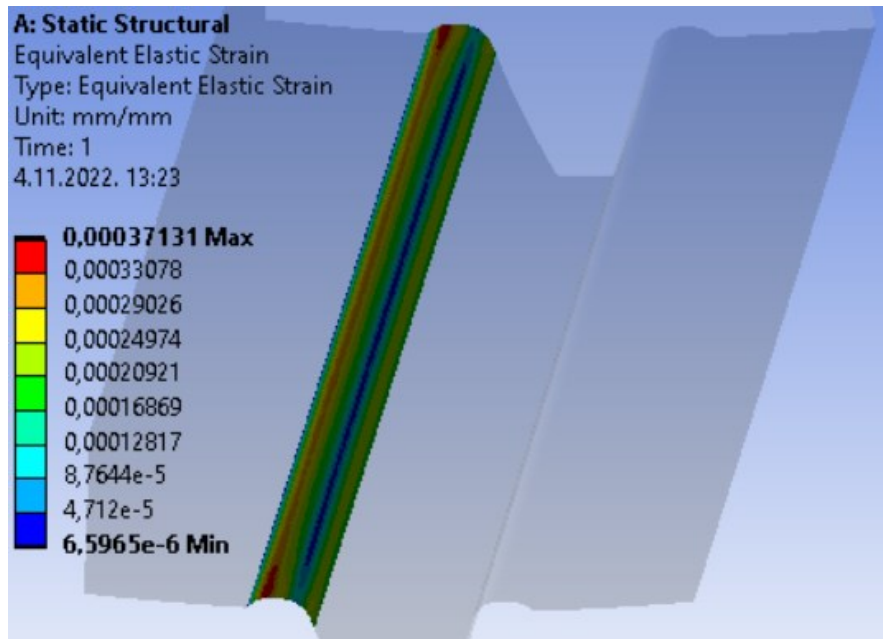 A: Static Structural
Equivalent Elastic Strain
Type: Equivalent Elastic Strain
Unit: mm/mm
Time: 1
4.11.2022. 13:23
0,00037131 Max
0,00033078
0,00029026
0,00024974
0,00020921
0,00016869
0,00012817
8,7644e-5
4,712e-5
6,5965e-6 Min